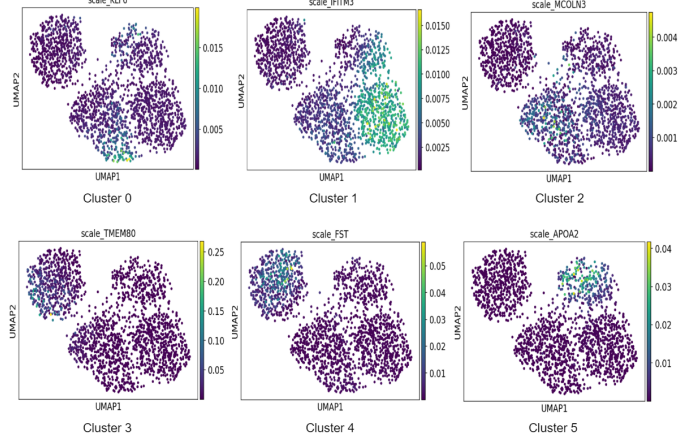 scale_KLF6
scale_IFITM3
scale_MCOLN3
UMAP2
0.015
0.010
0.005
UMAP1
Cluster 0
UMAP2
0.0150
0.0125
0.0100
0.0075
0.0050
0.0025
UMAP1
Cluster 1
UMAP2
0.004
0.003
0.002
0.001
UMAP1
Cluster 2
scale_TMEM80
scale_FST
scale_APOA2
UMAP2
0.25
0.20
0.15
0.10
0.05
UMAP1
Cluster 3
UMAP2
0.05
0.04
0.03
0.02
0.01
UMAP1
Cluster 4
UMAP2
0.04
0.03
0.02
0.01
UMAP1
Cluster 5